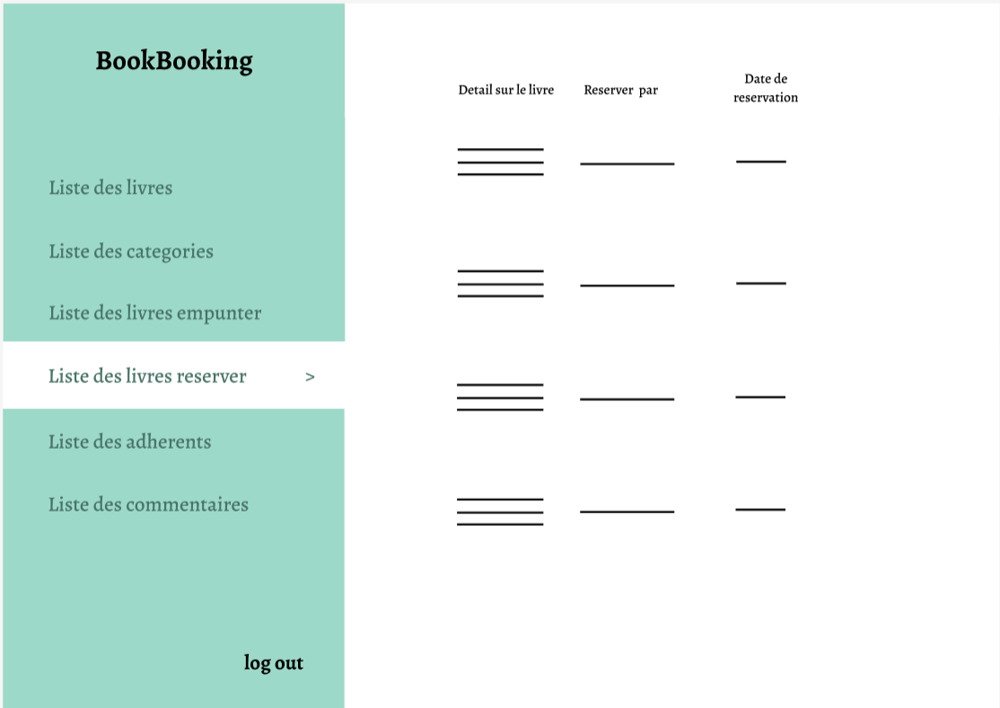 BookBooking
Liste des livres
Liste des categories
Liste des livres empunter
Liste des livres reserver >
Liste des adherents
Liste des commentaires
log out
Detail sur le livre
Reserver par
Date de
reservation